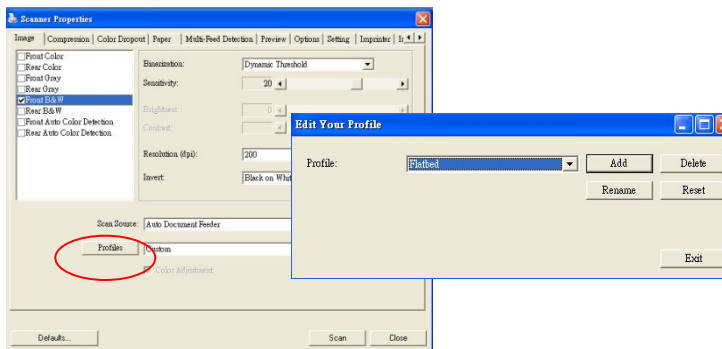 Scanner Properties
Image Compression Color Dropout Paper Multi-Feed Detection Preview Options Setting Imprinter
Front Color
Rear Color
Front Gray
Rear Gray
Front B&W
Rear B&W
Front Auto Color Detection
Rear Auto Color Detection
Binarization: Dynamic Threshold
Sensitivity: 20
Brightness: 0
Contrast:
Resolution (dpi): 200
Invert: Black on Whit
Scan Source: Auto Document Feeder
Profiles Custom
Color Adjustment
Defaults... Scan Close
Edit Your Profile
Profile: Flatbed Add Delete
Rename Reset
Exit